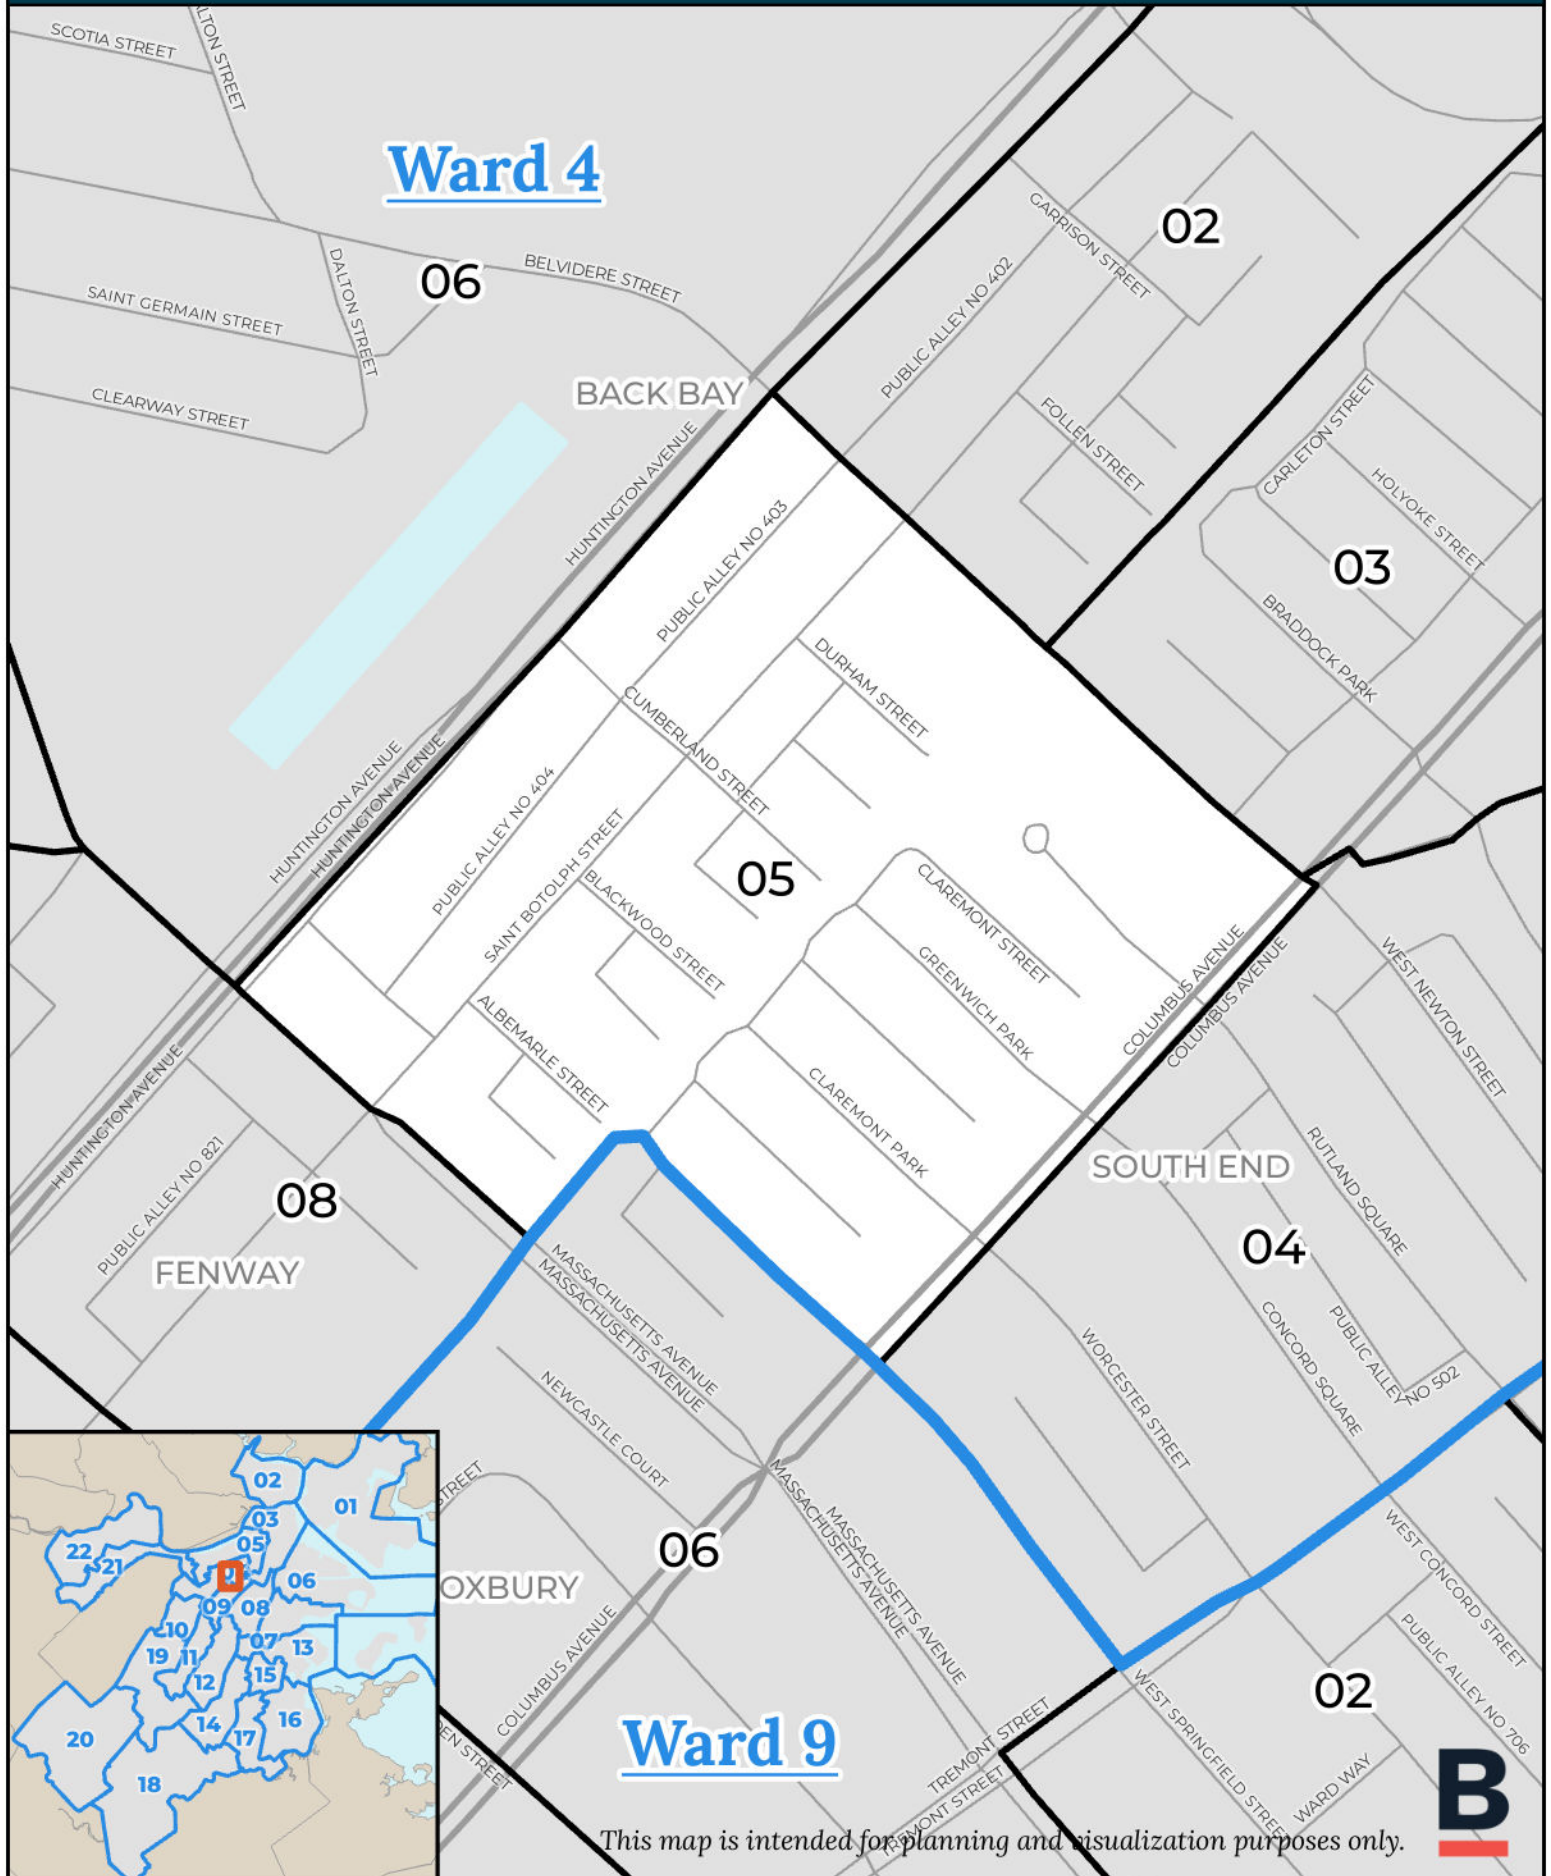 SCOTIA STREET
ALTON STREET
Ward 4
02
GARRISON STREET
BELVIDERE STREET
06
DALTON STREET
PUBLIC ALLEY NO 402
SAINT GERMAIN STREET
CLEARWAY STREET
BACK BAY
CARLETON STREET
FOLLEN STREET
HUNTINGTON AVENUE
HOLYOKE STREET
PUBLIC ALLEY NO 403
03
BRADDOCK PARK
DURHAM STREET
CUMBERLAND STREET
HUNTINGTON AVENUE
HUNTINGTON AVENUE
PUBLIC ALLEY NO 404
SAINT BOTOLPH STREET
05
BLACKWOOD STREET
CLAREMONT STREET
COLUMBUS AVENUE
COLUMBUS AVENUE
GREENWICH PARK
WEST NEWTON STREET
ALBEMARLE STREET
HUNTINGTON AVENUE
CLAREMONT PARK
PUBLIC ALLEY NO 821
SOUTH END
RUTLAND SQUARE
08
04
FENWAY
MASSACHUSETTS AVENUE
MASSACHUSETTS AVENUE
PUBLIC ALLEY NO 502
CONCORD SQUARE
WORCESTER STREET
NEWCASTLE COURT
STREET
MASSACHUSETTS AVENUE
MASSACHUSETTS AVENUE
06
WEST CONCORD STREET
OXBURY
COLUMBUS AVENUE
PUBLIC ALLEY NO 706
02
WEST SPRINGFIELD STREET
TREMONT STREET
TREMONT STREET
Ward 9
DEN STREET
WARD WAY
B
This map is intended for planning and visualization purposes only.
02
01
03
05
22
21
06
09
08
10
07
13
19
11
15
12
16
14
17
20
18